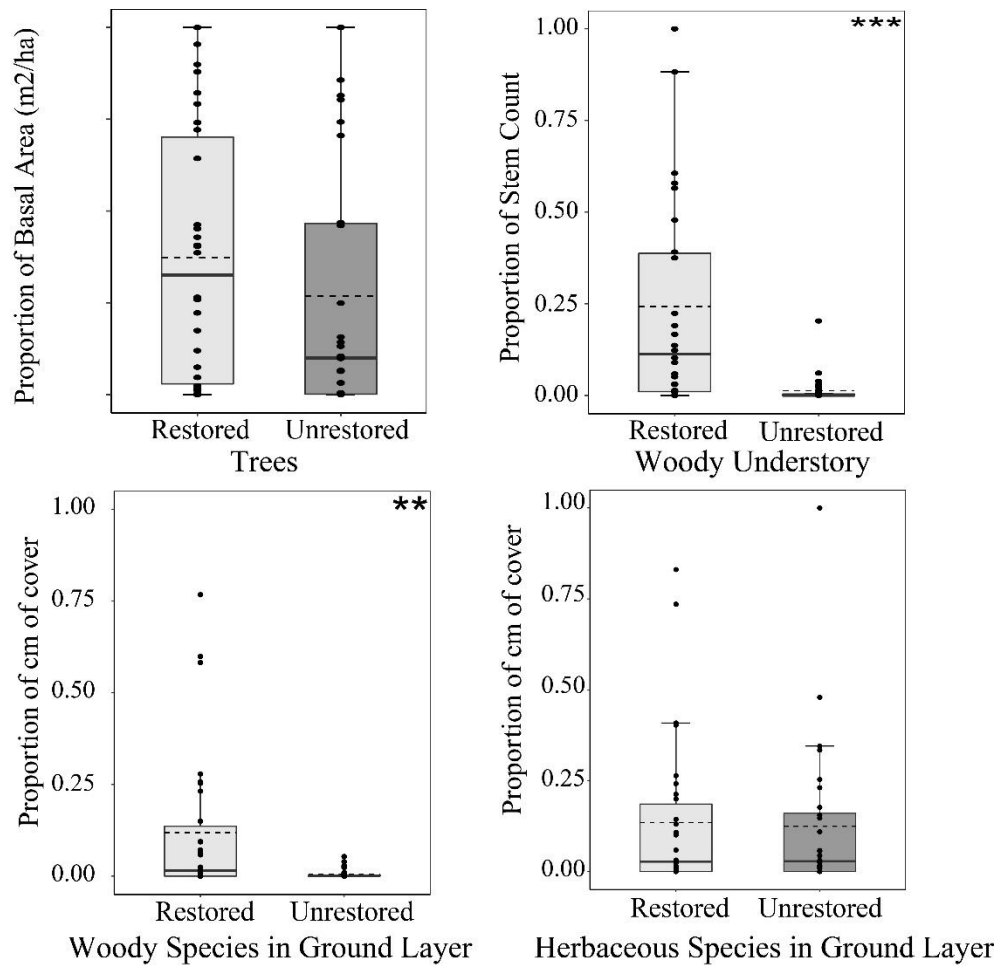 Proportion of Basal Area (m2/ha)
Restored Unrestored
Trees
***
Proportion of Stem Count
1.00
0.75
0.50
0.25
0.00
Restored Unrestored
Woody Understory
**
Proportion of cm of cover
1.00
0.75
0.50
0.25
0.00
Restored Unrestored
Woody Species in Ground Layer
Proportion of cm of cover
1.00
0.75
0.50
0.25
0.00
Restored Unrestored
Herbaceous Species in Ground Layer